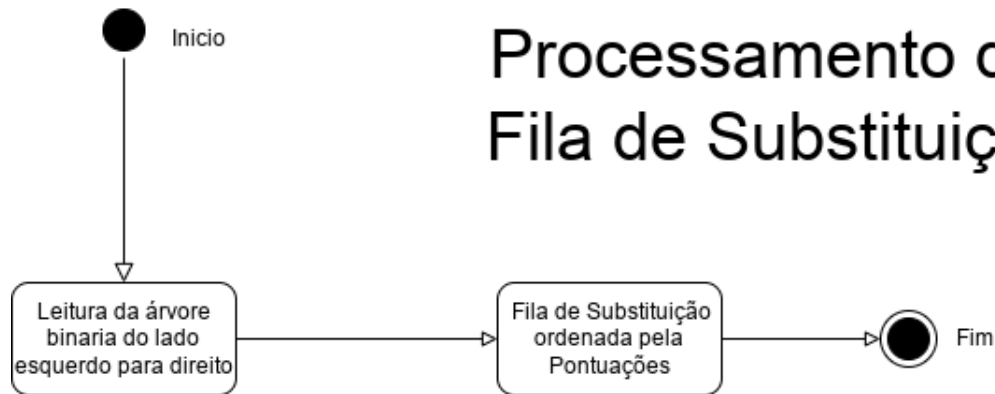 Inicio
Processamento
Fila de Substituiç
Leitura da árvore
binaria do lado
esquerdo para direito
Fila de Substituição
ordenada pela
Pontuações
Fim